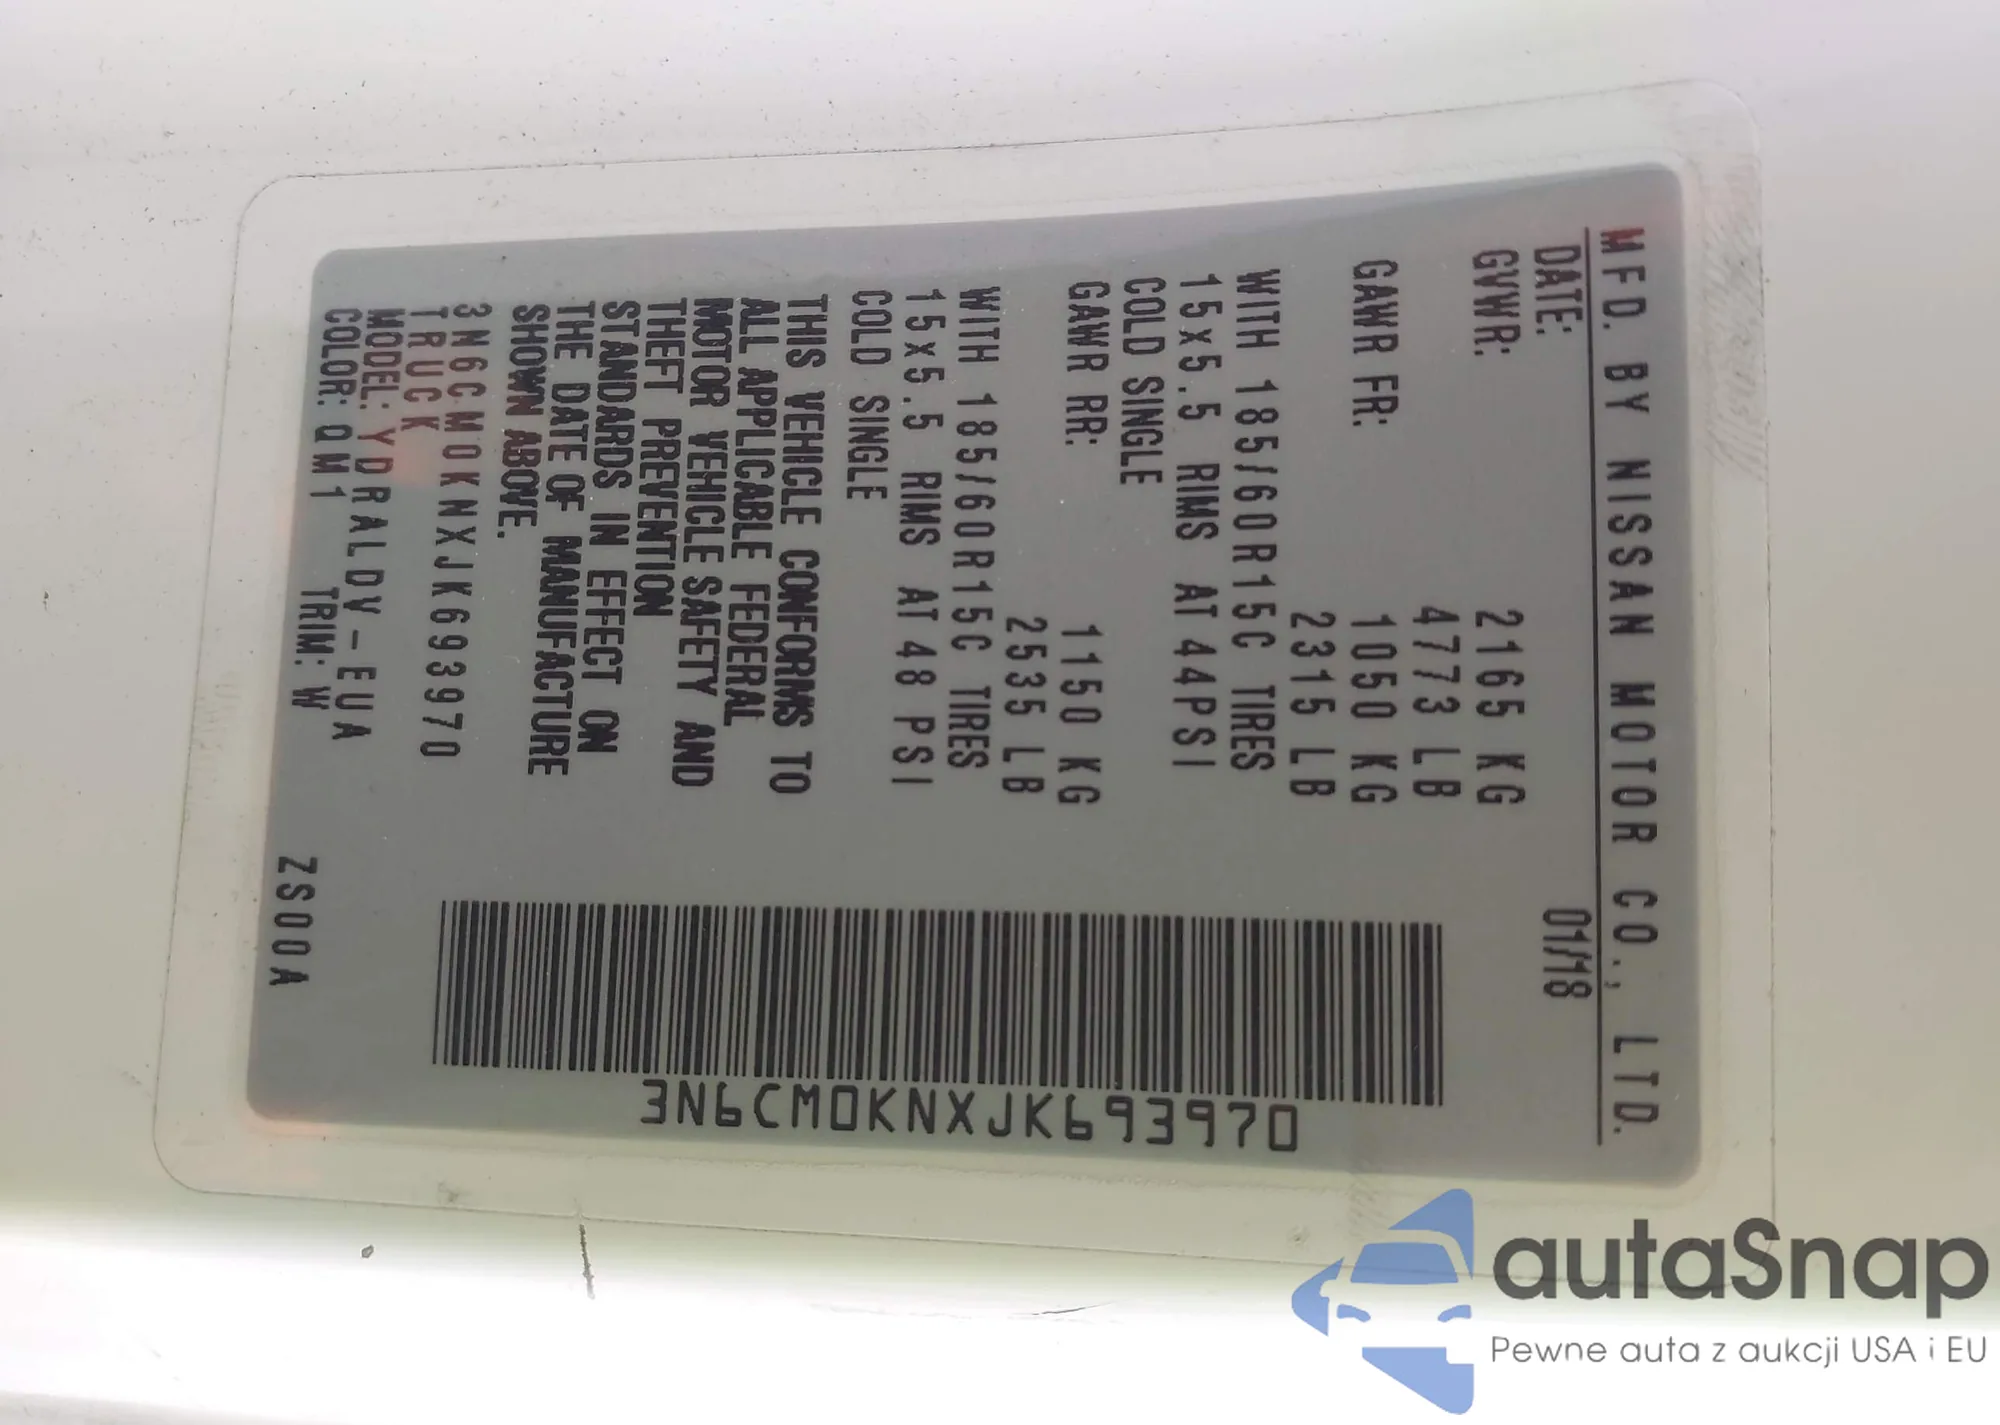 MFD. BY NISSAN MOTOR CO., LTD.
DATE: 01/18
GVWR: 2165 KG
4773 LB
GAWR FR: 1050 KG
2315 LB
WITH 185/60R15C TIRES
15x5.5 RIMS AT 44PSI
COLD SINGLE
GAWR RR: 1150 KG
2535 LB
WITH 185/60R15C TIRES
15x5.5 RIMS AT 48 PSI
COLD SINGLE
THIS VEHICLE CONFORMS TO
ALL APPLICABLE FEDERAL
MOTOR VEHICLE SAFETY AND
THEFT PREVENTION
STANDARDS IN EFFECT ON
THE DATE OF MANUFACTURE
SHOWN ABOVE.
3N6CM0KNXJK693970
TRUCK
MODEL: YDRALDV-EUA
COLOR: QM1 TRIM: W
ZS00A
3N6CM0KNXJK693970
autaSnap
Pewne auta z aukcji USA i EU